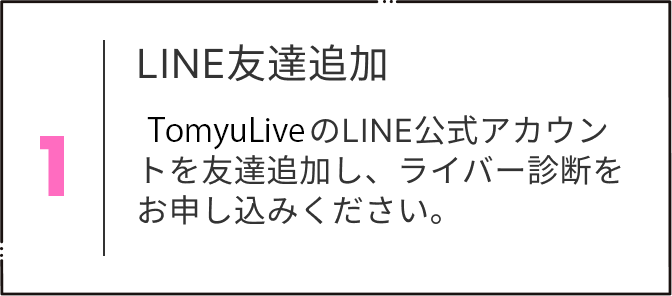 1
LINE友達追加
TomyuLiveのLINE公式アカウン
トを友達追加し、ライバー診断を
お申し込みください。